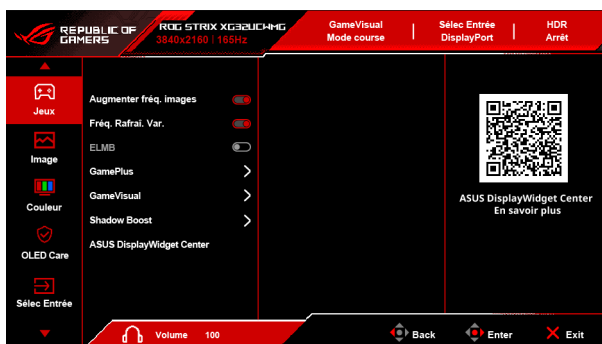 REPUBLIC OF
GAMERS
ROG STRIX XG32UCWMG
3840x2160 | 165Hz
GameVisual
Mode course
Sélec Entrée
DisplayPort
HDR
Arrêt
Jeux
Image
Couleur
OLED Care
Sélec Entrée
Augmenter fréq. images
Fréq. Rafraî. Var.
ELMB
GamePlus
GameVisual
Shadow Boost
ASUS DisplayWidget Center
ASUS DisplayWidget Center
En savoir plus
Volume 100
Back
Enter
Exit